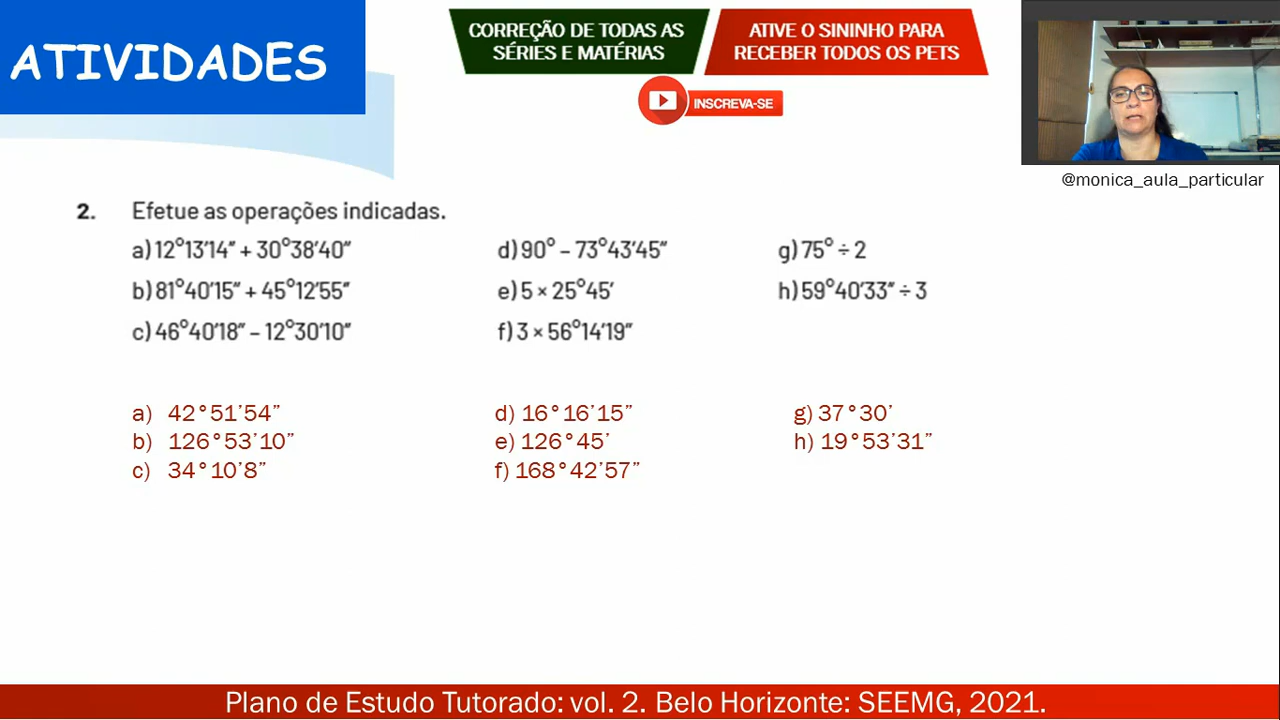 ATIVIDADES
CORREÇÃO DE TODAS AS
SÉRIES E MATÉRIAS
ATIVE O SININHO PARA
RECEBER TODOS OS PETS
INSCREVA-SE
@monica_aula_particular
2. Efetue as operações indicadas.
a) 12°13'14" + 30°38'40"
b) 81°40'15" + 45°12'55"
c) 46°40'18" – 12°30'10"
d) 90° – 73°43'45"
e) 5 × 25°45'
f) 3 × 56°14'19"
g) 75° ÷ 2
h) 59°40'33" ÷ 3
a) 42°51'54"
b) 126°53'10"
c) 34°10'8"
d) 16°16'15"
e) 126°45'
f) 168°42'57"
g) 37°30'
h) 19°53'31"
Plano de Estudo Tutorado: vol. 2. Belo Horizonte: SEEMG, 2021.